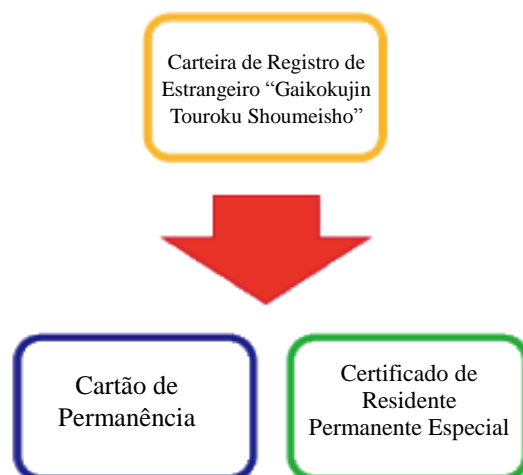 Carteira de Registro de
Estrangeiro “Gaikokujin
Touroku Shoumeisho”
Cartão de
Permanência
Certificado de
Residente
Permanente Especial